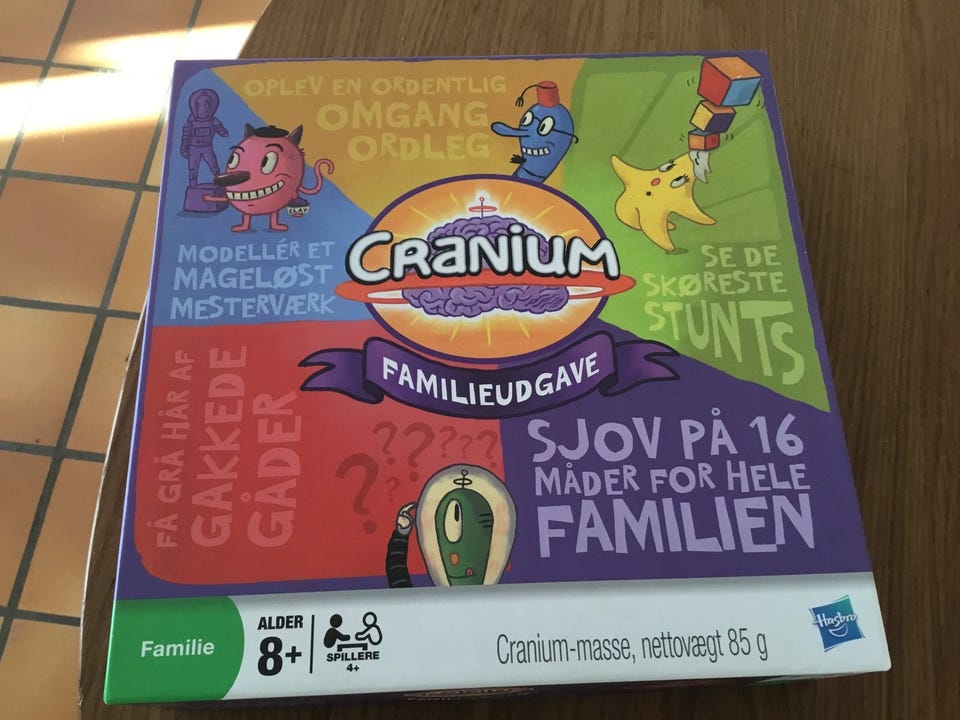 OPLEV EN ORDENTLIG
OMGANG
ORDLEG
CLAY
MODELLÉR ET
MAGELØST
MESTERVÆRK
CRANIUM
FAMILIEUDGAVE
SE DE
SKØRESTE
STUNTS
FÅ GRÅ HÅR AF
GAKKEDE
GÅDER
??????
SJOV PÅ 16
MÅDER FOR HELE
FAMILIEN
Familie
ALDER
8+
SPILLERE
4+
Cranium-masse, nettovægt 85 g
Hasbro
CRANIUM